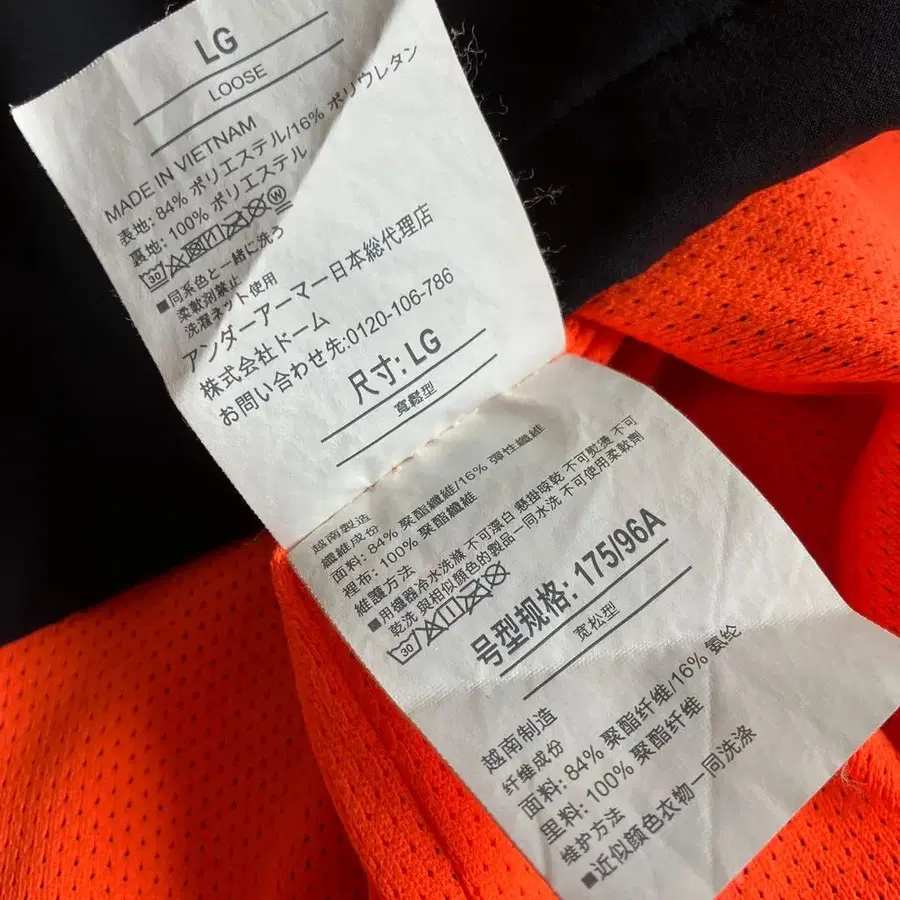 LG
LOOSE
MADE IN VIETNAM
表地: 84% ポリエステル/16% ポリウレタン
裏地: 100% ポリエステル
30 W
■同系色と一緒に洗う
柔軟剤禁止
洗濯ネット使用
アンダーアーマー日本総代理店
株式会社ドーム
お問い合わせ先:0120-106-786
尺寸: LG
寬鬆型
越南製造
纖維成份
面料: 84% 聚酯纖維/16% 彈性纖維
裡布: 100% 聚酯纖維
維護方法
■用機器冷水洗滌 不可漂白 懸掛晾乾 不可熨燙 不可
乾洗 與相似顏色的製品一同水洗 不可使用柔軟劑
30
号型规格: 175/96A
宽松型
越南制造
纤维成份
面料: 84% 聚酯纤维/16% 氨纶
里料: 100% 聚酯纤维
维护方法
■近似颜色衣物一同洗涤